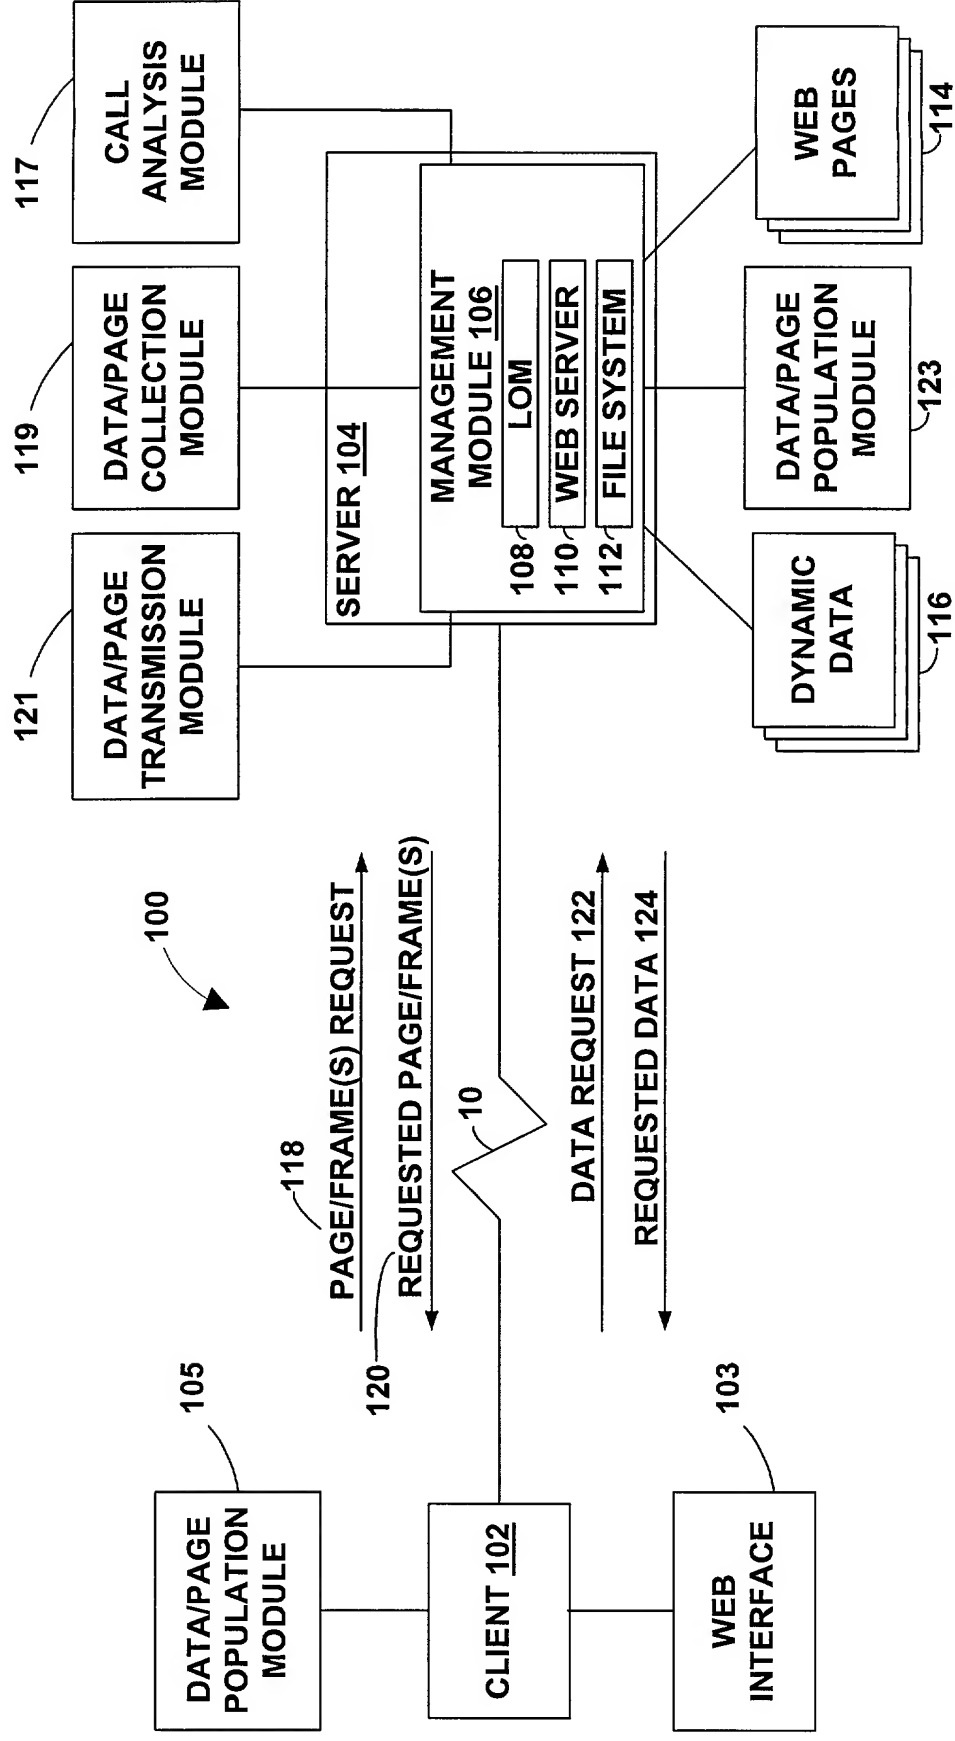 100
105
DATA/PAGE
POPULATION
MODULE
CLIENT 102
WEB
INTERFACE
103
118
PAGE/FRAME(S) REQUEST
120
REQUESTED PAGE/FRAME(S)
10
DATA REQUEST 122
REQUESTED DATA 124
121
DATA/PAGE
TRANSMISSION
MODULE
119
DATA/PAGE
COLLECTION
MODULE
117
CALL
ANALYSIS
MODULE
SERVER 104
MANAGEMENT
MODULE 106
108
LOM
110
WEB SERVER
112
FILE SYSTEM
DYNAMIC
DATA
116
DATA/PAGE
POPULATION
MODULE
123
WEB
PAGES
114